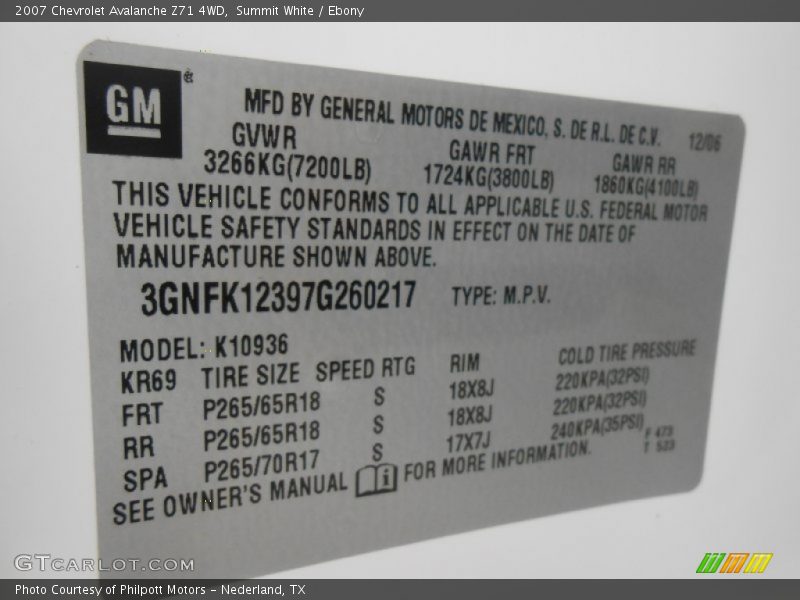 2007 Chevrolet Avalanche Z71 4WD, Summit White / Ebony
GM
MFD BY GENERAL MOTORS DE MEXICO, S. DE R.L. DE C.V. 12/06
GVWR GAWR FRT GAWR RR
3266KG(7200LB) 1724KG(3800LB) 1860KG(4100LB)
THIS VEHICLE CONFORMS TO ALL APPLICABLE U.S. FEDERAL MOTOR
VEHICLE SAFETY STANDARDS IN EFFECT ON THE DATE OF
MANUFACTURE SHOWN ABOVE.
3GNFK12397G260217 TYPE: M.P.V.
MODEL: K10936
KR69 TIRE SIZE SPEED RTG RIM COLD TIRE PRESSURE
FRT P265/65R18 S 18X8J 220KPA(32PSI)
RR P265/65R18 S 18X8J 220KPA(32PSI)
SPA P265/70R17 S 17X7J 240KPA(35PSI)
F 473
T 523
SEE OWNER'S MANUAL i FOR MORE INFORMATION.
GTCARLOT.COM
Photo Courtesy of Philpott Motors - Nederland, TX